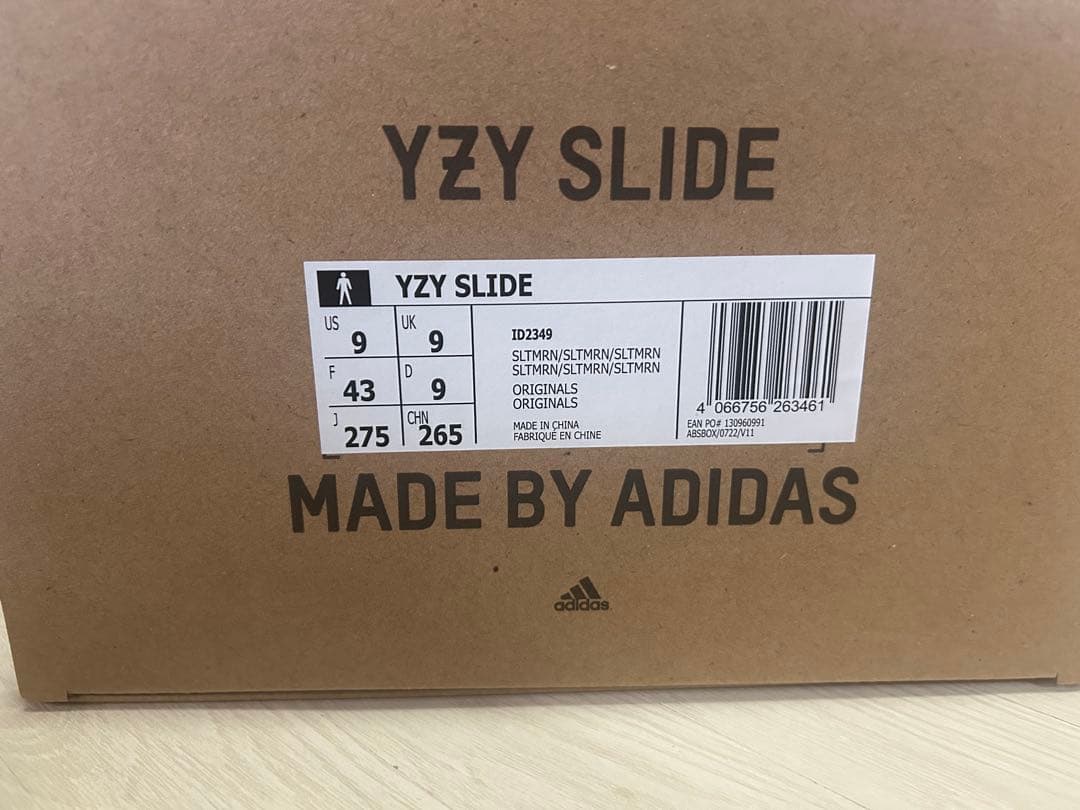 YZY SLIDE
YZY SLIDE
US 9 UK 9
F 43 D 9
J 275 CHN 265
ID2349
SLTMRN/SLTMRN/SLTMRN
SLTMRN/SLTMRN/SLTMRN
ORIGINALS
ORIGINALS
MADE IN CHINA
FABRIQUÉ EN CHINE
4 066756 263461
EAN PO# 130960991
ABSBOX/0722/V11
MADE BY ADIDAS
adidas